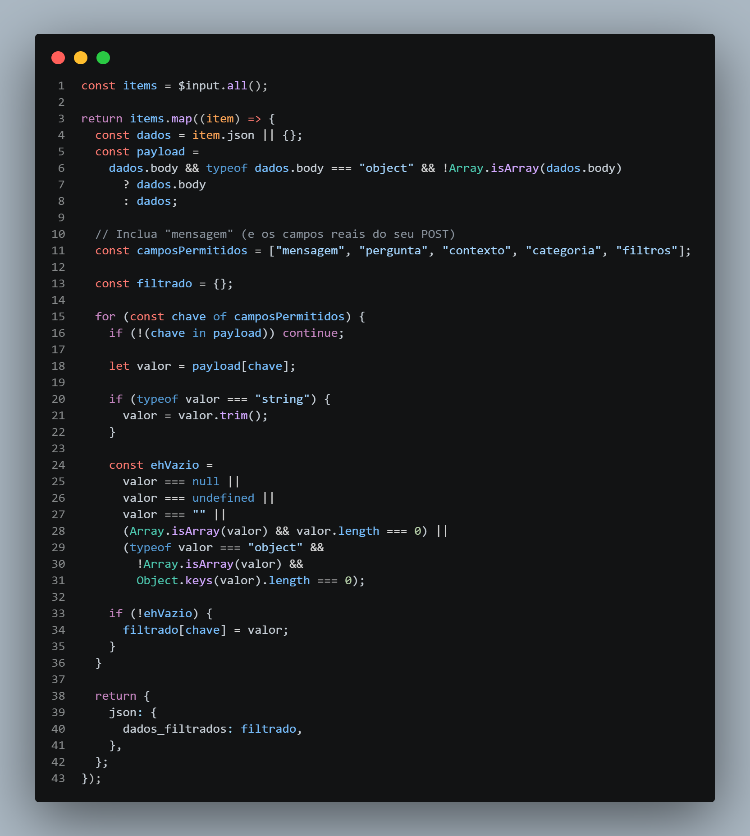 1 const items = $input.all();
2
3 return items.map((item) => {
4   const dados = item.json || {};
5   const payload =
6     dados.body && typeof dados.body === "object" && !Array.isArray(dados.body)
7       ? dados.body
8       : dados;
9
10   // Inclua "mensagem" (e os campos reais do seu POST)
11   const camposPermitidos = ["mensagem", "pergunta", "contexto", "categoria", "filtros"];
12
13   const filtrado = {};
14
15   for (const chave of camposPermitidos) {
16     if (!(chave in payload)) continue;
17
18     let valor = payload[chave];
19
20     if (typeof valor === "string") {
21       valor = valor.trim();
22     }
23
24     const ehVazio =
25       valor === null ||
26       valor === undefined ||
27       valor === "" ||
28       (Array.isArray(valor) && valor.length === 0) ||
29       (typeof valor === "object" &&
30         !Array.isArray(valor) &&
31         Object.keys(valor).length === 0);
32
33     if (!ehVazio) {
34       filtrado[chave] = valor;
35     }
36   }
37
38   return {
39     json: {
40       dados_filtrados: filtrado,
41     },
42   };
43 });